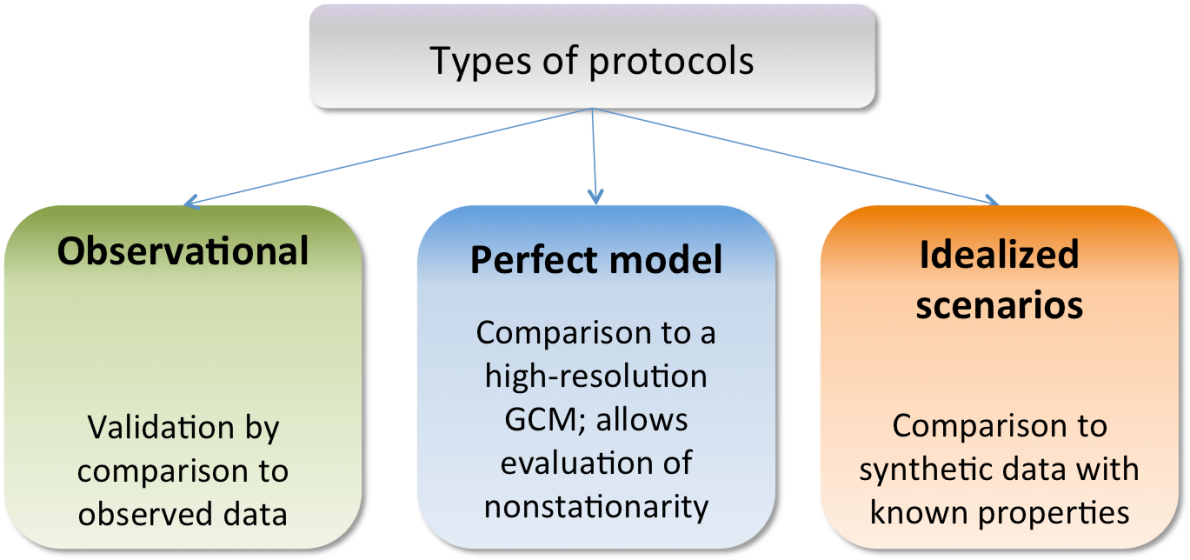 Types of protocols
Observational
Validation by
comparison to
observed data
Perfect model
Comparison to a
high-resolution
GCM; allows
evaluation of
nonstationarity
Idealized
scenarios
Comparison to
synthetic data with
known properties